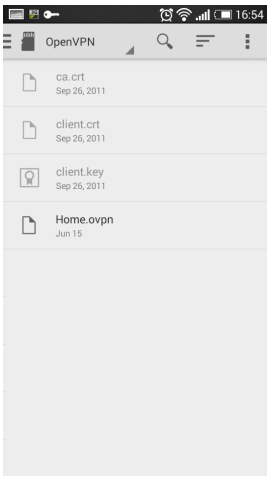 16:54
OpenVPN
ca.crt
Sep 26, 2011
client.crt
Sep 26, 2011
client.key
Sep 26, 2011
Home.ovpn
Jun 15